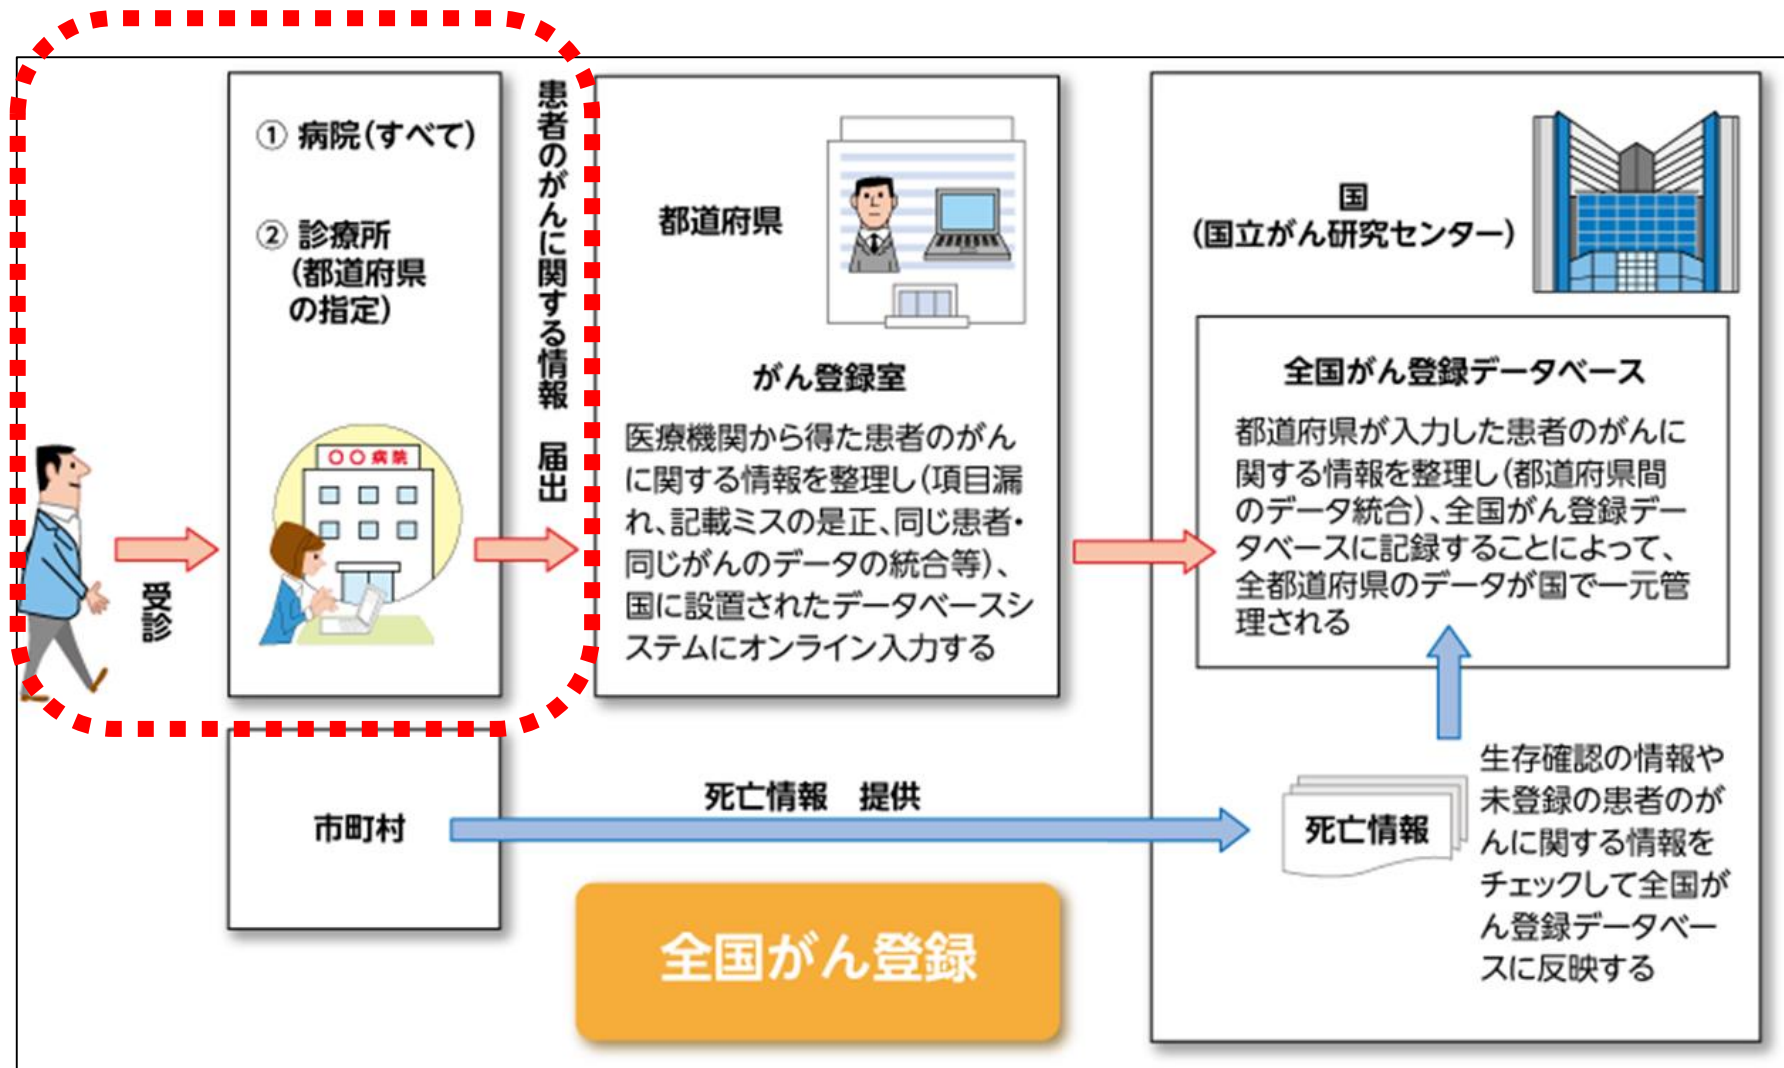 ① 病院(すべて)
② 診療所
(都道府県
の指定)
〇〇病院
受診
患者のがんに関する情報 届出
都道府県
がん登録室
医療機関から得た患者のがん
に関する情報を整理し(項目漏
れ、記載ミスの是正、同じ患者・
同じがんのデータの統合等)、
国に設置されたデータベースシ
ステムにオンライン入力する
国
(国立がん研究センター)
全国がん登録データベース
都道府県が入力した患者のがんに
関する情報を整理し(都道府県間
のデータ統合)、全国がん登録デー
タベースに記録することによって、
全都道府県のデータが国で一元管
理される
市町村
死亡情報 提供
死亡情報
生存確認の情報や
未登録の患者のが
んに関する情報を
チェックして全国が
ん登録データベー
スに反映する
全国がん登録